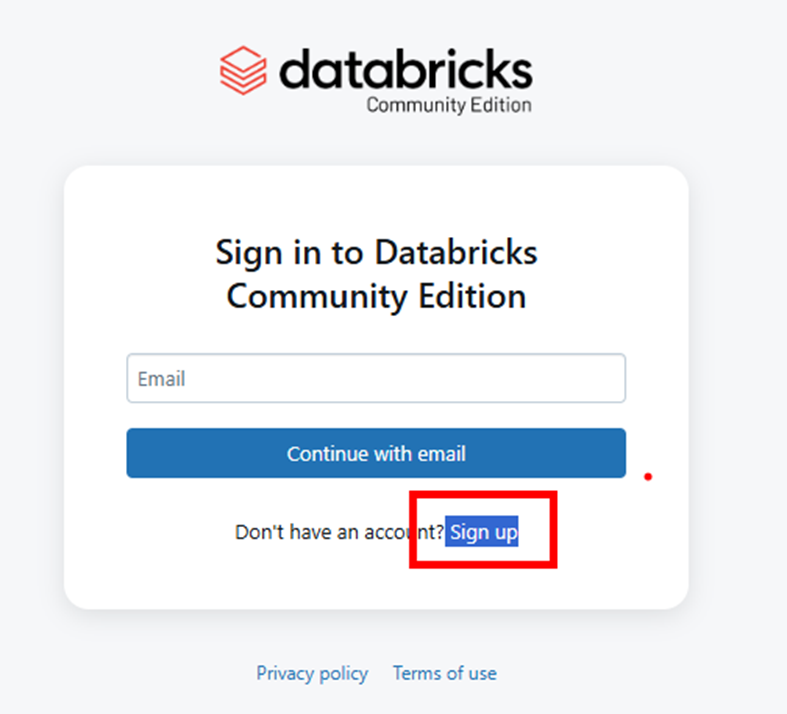 databricks
Community Edition
Sign in to Databricks
Community Edition
Email
Continue with email
Don't have an account? Sign up
Privacy policy Terms of use